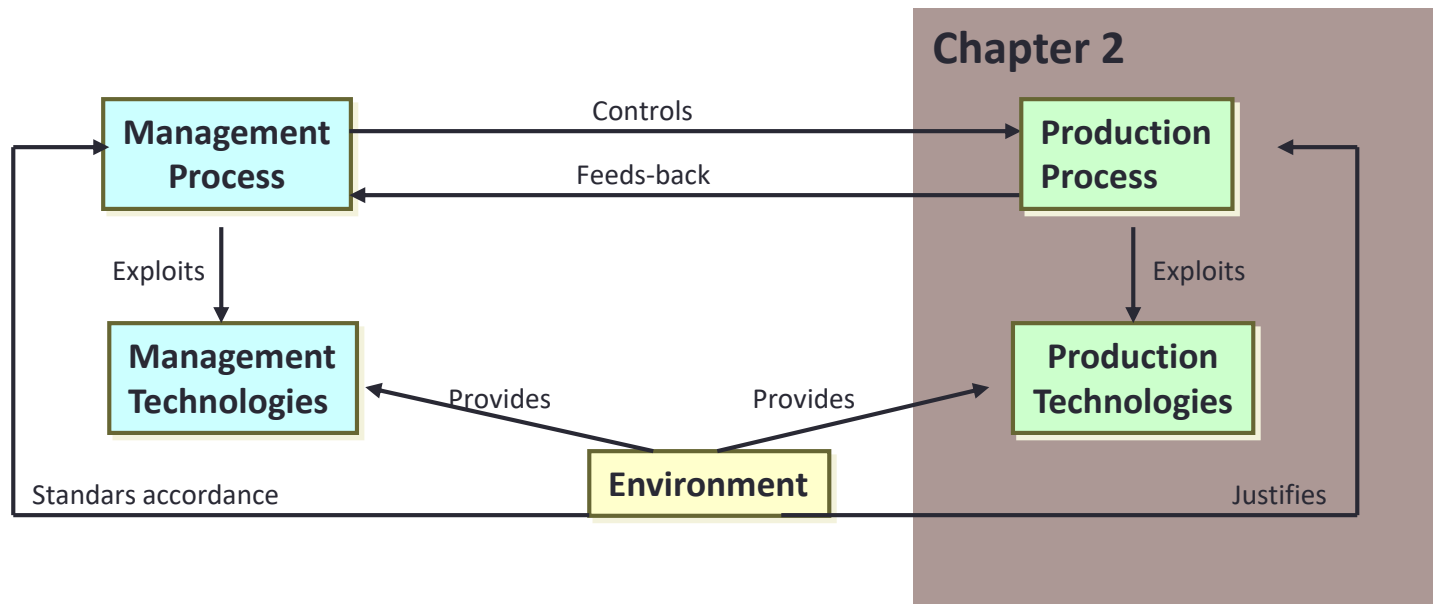 Chapter 2
Controls
Management
Process
Production
Process
Feeds-back
Exploits
Exploits
Management
Technologies
Production
Technologies
Provides
Provides
Environment
Standars accordance
Justifies